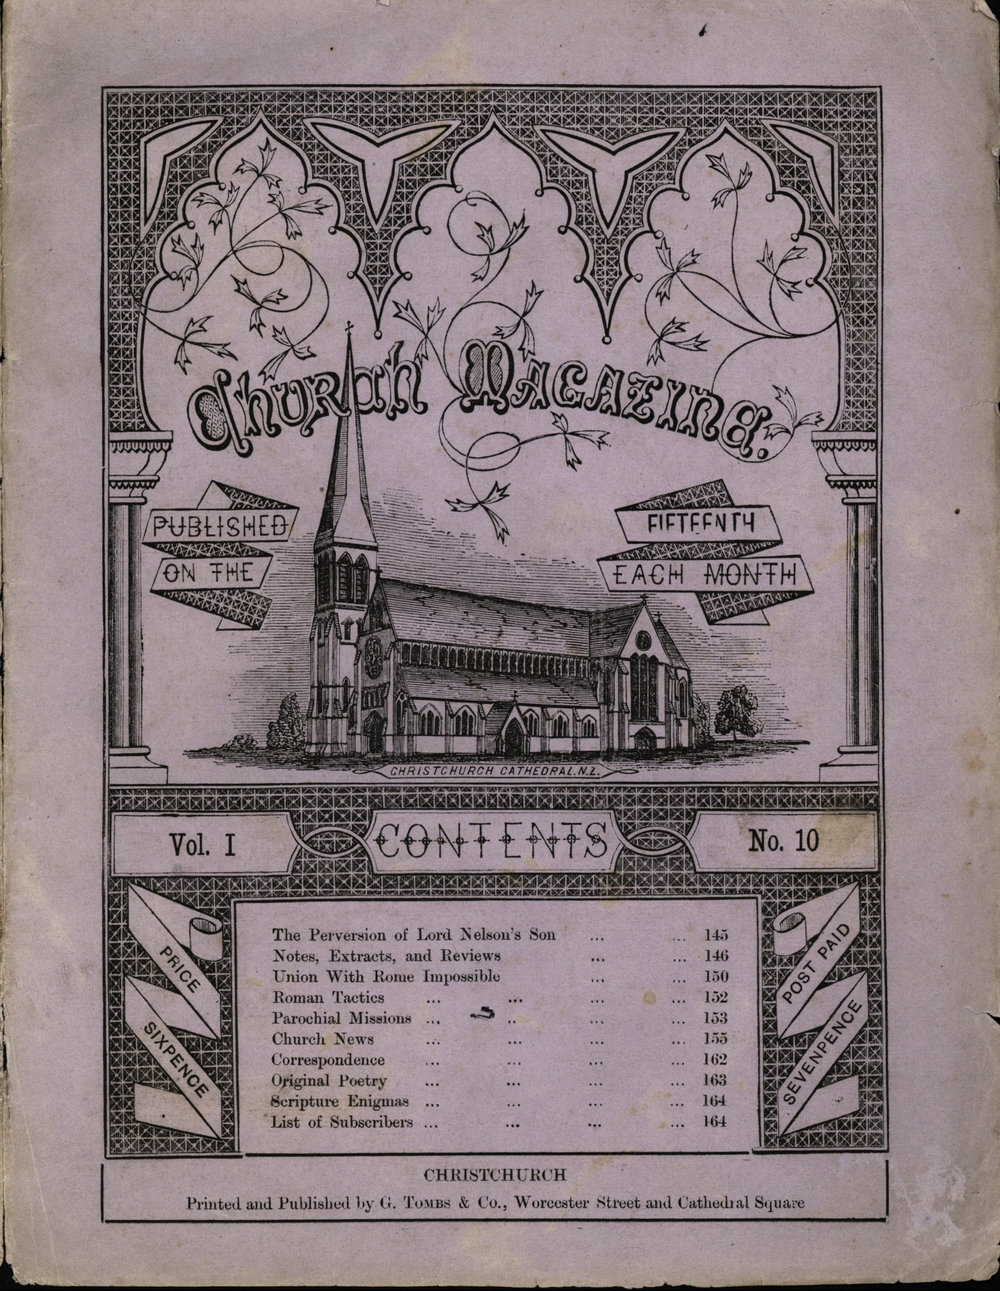 Church Magazine.
PUBLISHED
ON THE
FIFTEENTH
EACH MONTH
CHRISTCHURCH CATHEDRAL. N.Z.
Vol. I
CONTENTS
No. 10
PRICE
SIXPENCE
The Perversion of Lord Nelson's Son ... ... 145
Notes, Extracts, and Reviews ... ... 146
Union With Rome Impossible ... ... 150
Roman Tactics ... ... ... ... 152
Parochial Missions ... .. ... ... 153
Church News ... ... ... ... 155
Correspondence ... ... ... ... 162
Original Poetry ... ... ... ... 163
Scripture Enigmas ... ... ... ... 164
List of Subscribers ... ... ... ... 164
POST PAID
SEVENPENCE
CHRISTCHURCH
Printed and Published by G. TOMBS & Co., Worcester Street and Cathedral Square